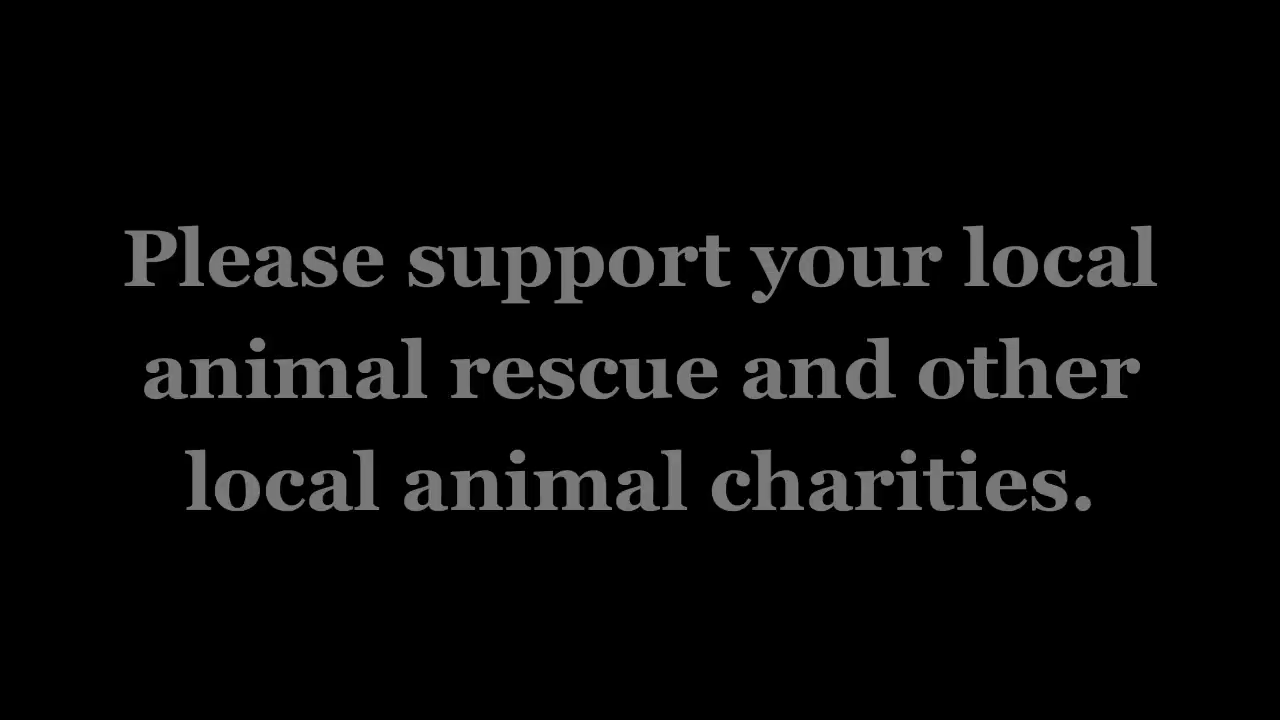 Please support your local
animal rescue and other
local animal charities.